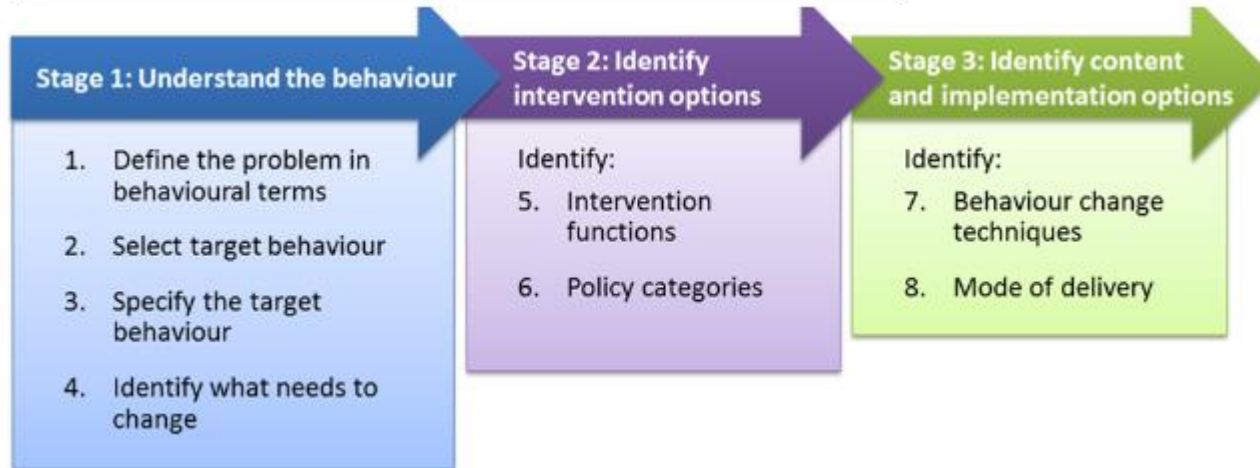 Stage 1: Understand the behaviour
1. Define the problem in
behavioural terms
2. Select target behaviour
3. Specify the target
behaviour
4. Identify what needs to
change
Stage 2: Identify
intervention options
Identify:
5. Intervention
functions
6. Policy categories
Stage 3: Identify content
and implementation options
Identify:
7. Behaviour change
techniques
8. Mode of delivery